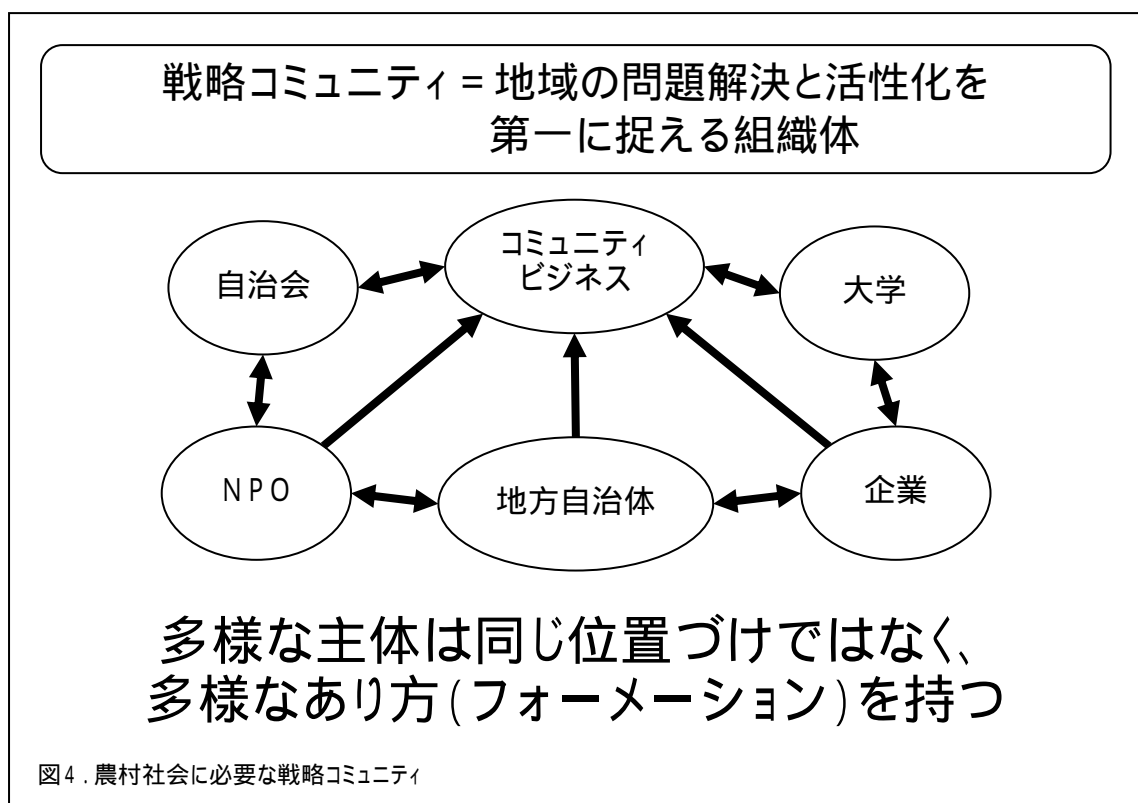 戦略コミュニティ = 地域の問題解決と活性化を
第一に捉える組織体
コミュニティ
ビジネス
自治会
大学
NPO
地方自治体
企業
多様な主体は同じ位置づけではなく、
多様なあり方(フォーメーション)を持つ
図4.農村社会に必要な戦略コミュニティ